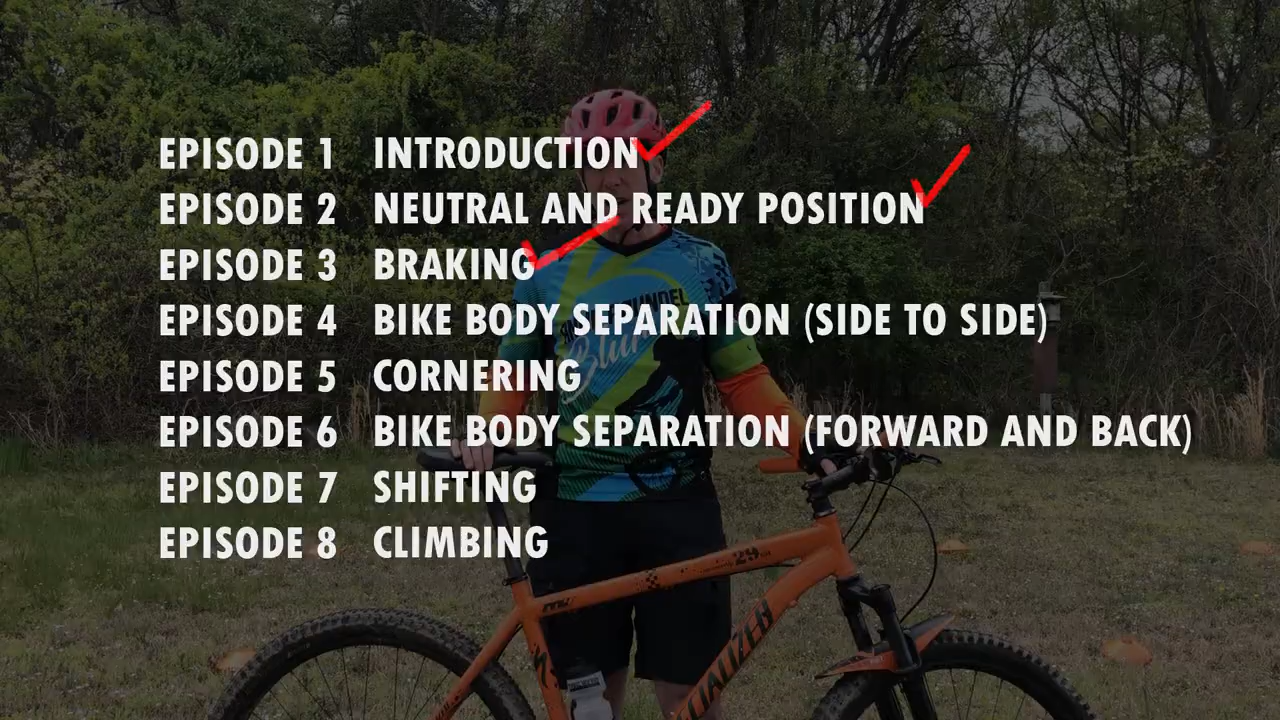 EPISODE 1 INTRODUCTION
EPISODE 2 NEUTRAL AND READY POSITION
EPISODE 3 BRAKING
EPISODE 4 BIKE BODY SEPARATION (SIDE TO SIDE)
EPISODE 5 CORNERING
EPISODE 6 BIKE BODY SEPARATION (FORWARD AND BACK)
EPISODE 7 SHIFTING
EPISODE 8 CLIMBING
29